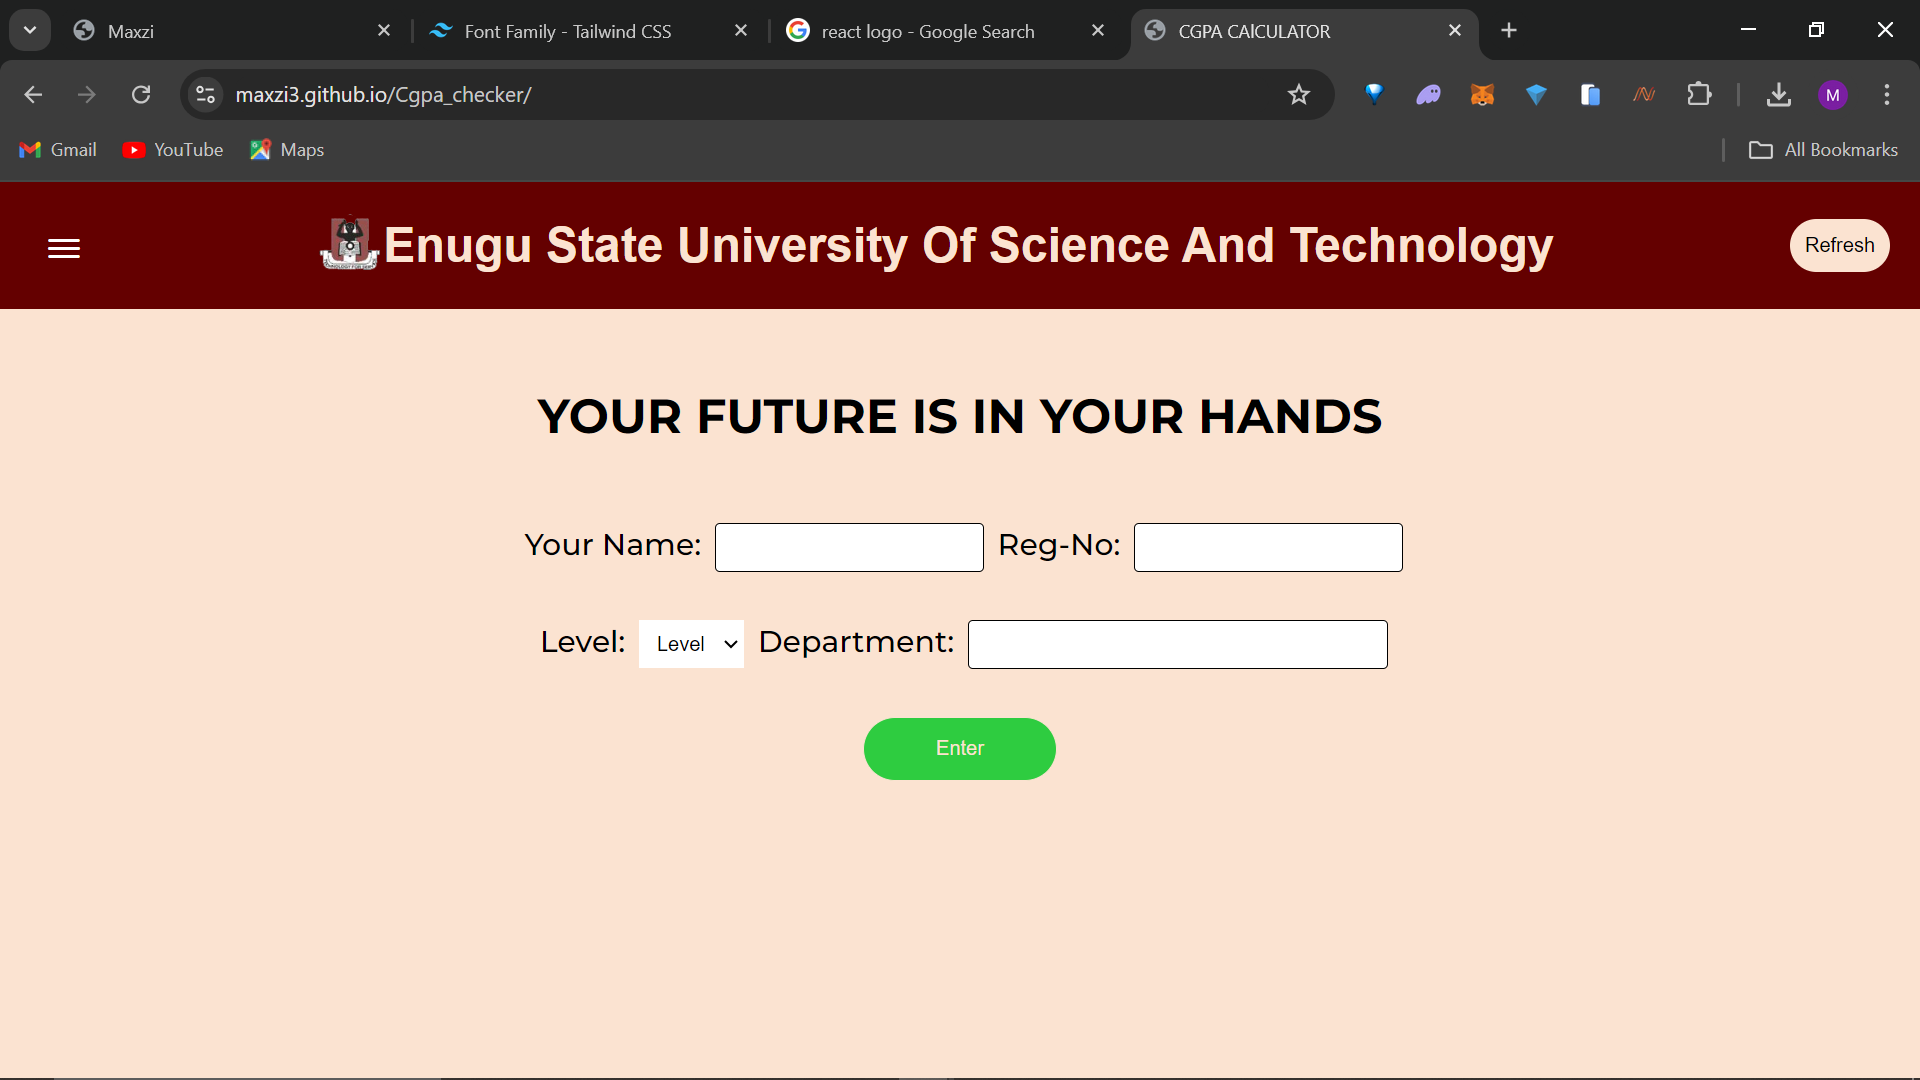 Maxzi
Font Family - Tailwind CSS
react logo - Google Search
CGPA CAlCULATOR
maxzi3.github.io/Cgpa_checker/
M
Gmail
YouTube
Maps
All Bookmarks
Enugu State University Of Science And Technology
Refresh
YOUR FUTURE IS IN YOUR HANDS
Your Name:
Reg-No:
Level:
Level
Department:
Enter